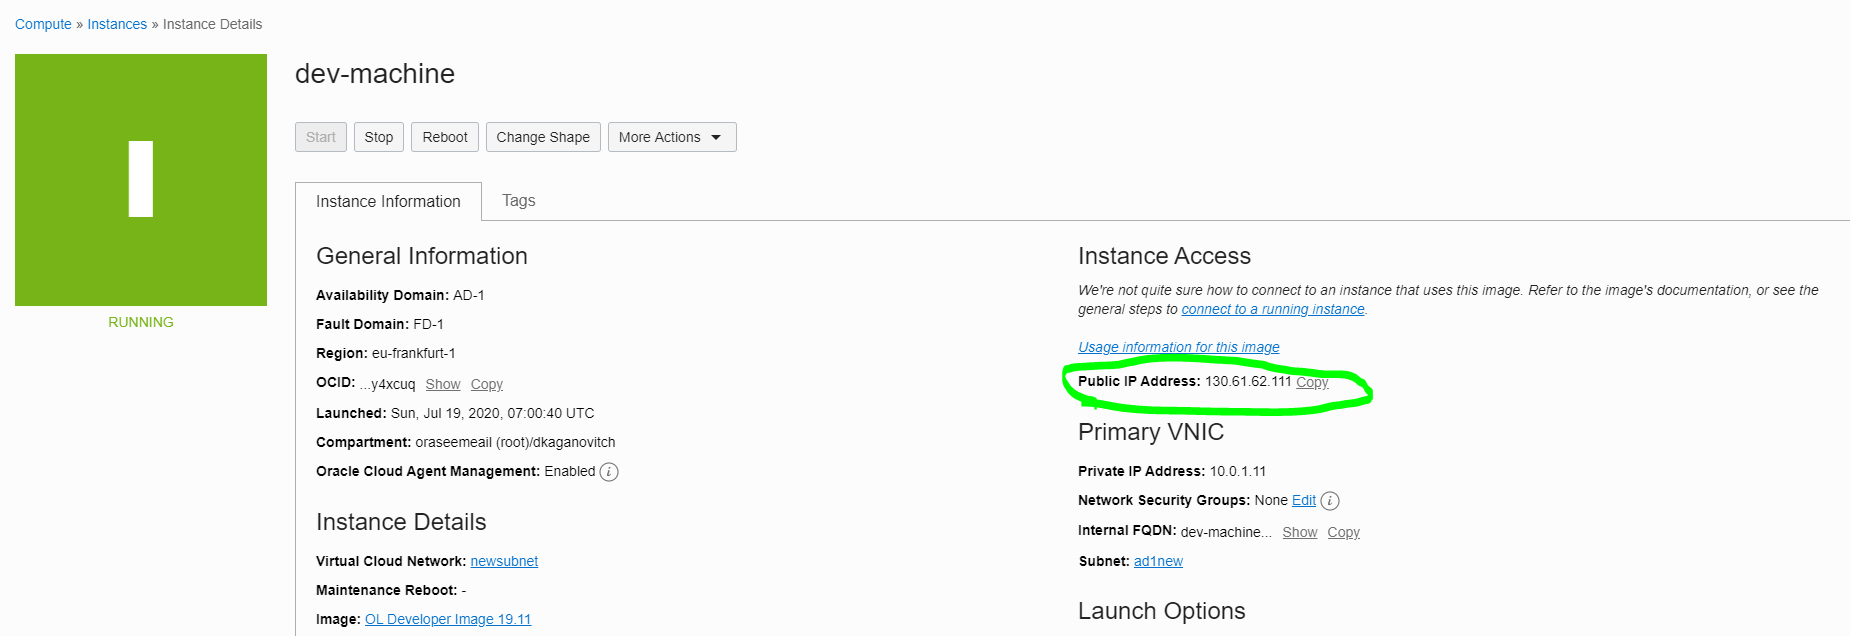 Compute » Instances » Instance Details
dev-machine
Start Stop Reboot Change Shape More Actions
RUNNING
Instance Information Tags
General Information
Availability Domain: AD-1
Fault Domain: FD-1
Region: eu-frankfurt-1
OCID: ...y4xcuq Show Copy
Launched: Sun, Jul 19, 2020, 07:00:40 UTC
Compartment: oraseemeail (root)/dkaganovitch
Oracle Cloud Agent Management: Enabled i
Instance Details
Virtual Cloud Network: newsubnet
Maintenance Reboot: -
Image: OL Developer Image 19.11
Instance Access
We're not quite sure how to connect to an instance that uses this image. Refer to the image's documentation, or see the
general steps to connect to a running instance.
Usage information for this image
Public IP Address: 130.61.62.111 Copy
Primary VNIC
Private IP Address: 10.0.1.11
Network Security Groups: None Edit i
Internal FQDN: dev-machine... Show Copy
Subnet: ad1new
Launch Options